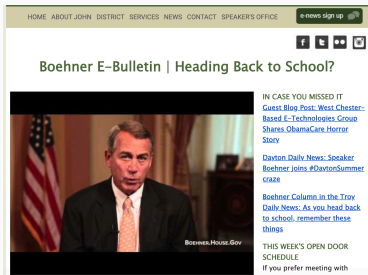 HOME ABOUT JOHN DISTRICT SERVICES NEWS CONTACT SPEAKER'S OFFICE
e-news sign up
Boehner E-Bulletin | Heading Back to School?
BOEHNER.HOUSE.GOV
IN CASE YOU MISSED IT
Guest Blog Post: West Chester-
Based E-Technologies Group
Shares ObamaCare Horror
Story
Dayton Daily News: Speaker
Boehner joins #DaytonSummer
craze
Boehner Column in the Troy
Daily News: As you head back
to school, remember these
things
THIS WEEK'S OPEN DOOR
SCHEDULE
If you prefer meeting with